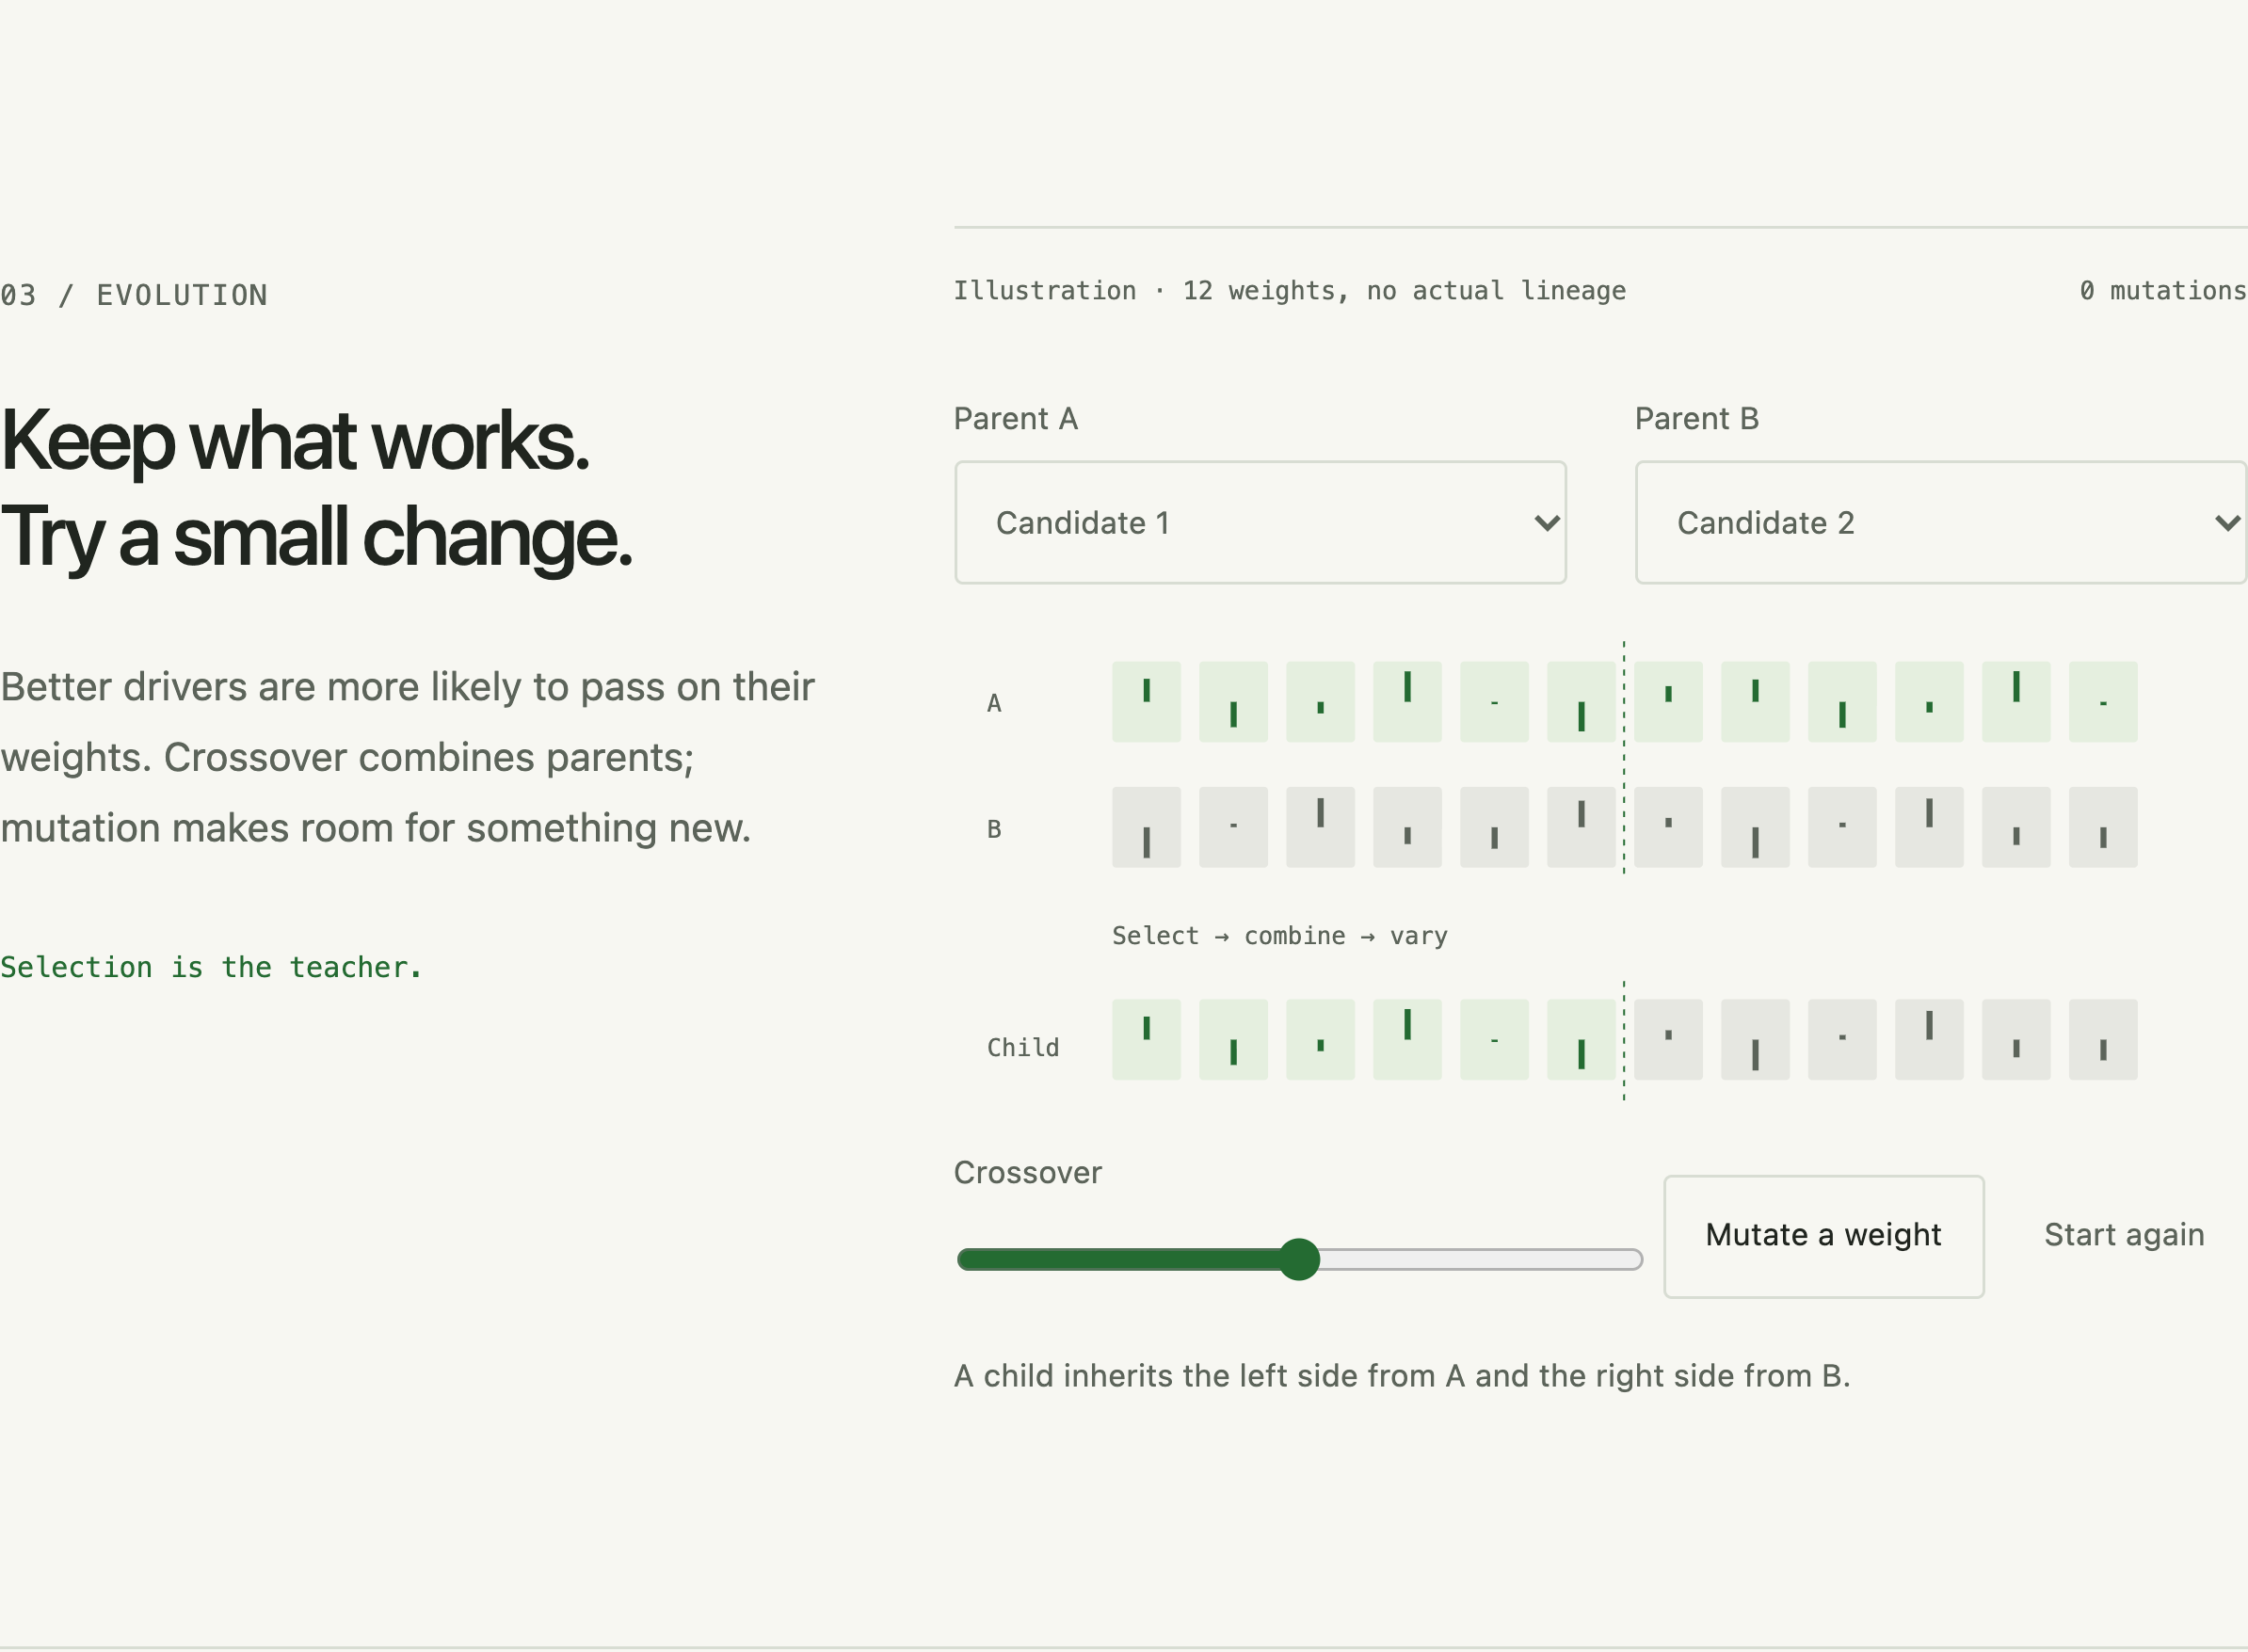 03 / EVOLUTION
Keep what works.
Try a small change.
Better drivers are more likely to pass on their
weights. Crossover combines parents;
mutation makes room for something new.
Selection is the teacher.
Illustration · 12 weights, no actual lineage
0 mutations
Parent A
Parent B
Candidate 1
Candidate 2
A
B
Select → combine → vary
Child
Crossover
Mutate a weight
Start again
A child inherits the left side from A and the right side from B.